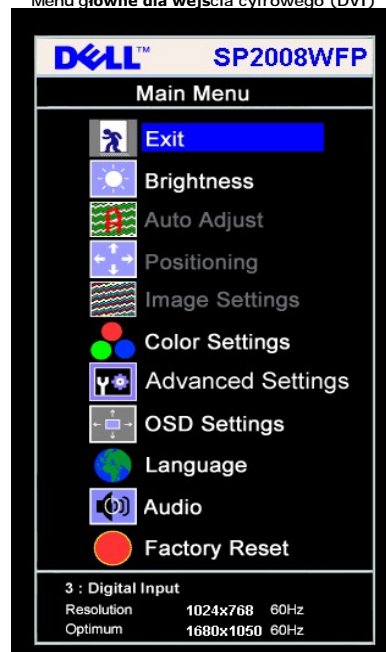 Menu główne dla wejścia cyfrowego (DVI)
DELL™ SP2008WFP
Main Menu
Exit
Brightness
Auto Adjust
Positioning
Image Settings
Color Settings
Advanced Settings
OSD Settings
Language
Audio
Factory Reset
3 : Digital Input
Resolution 1024x768 60Hz
Optimum 1680x1050 60Hz